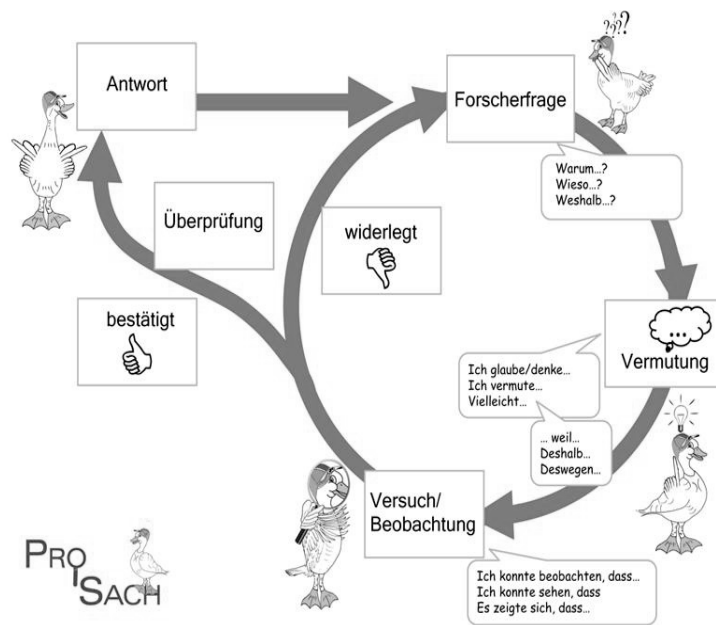 ????
Antwort
Forscherfrage
Warum...?
Wieso...?
Weshalb...?
Überprüfung
widerlegt
bestätigt
...
Vermutung
Ich glaube/denke...
Ich vermute...
Vielleicht...
... weil...
Deshalb...
Deswegen...
Versuch/
Beobachtung
Ich konnte beobachten, dass...
Ich konnte sehen, dass
Es zeigte sich, dass...
PRO
SACH